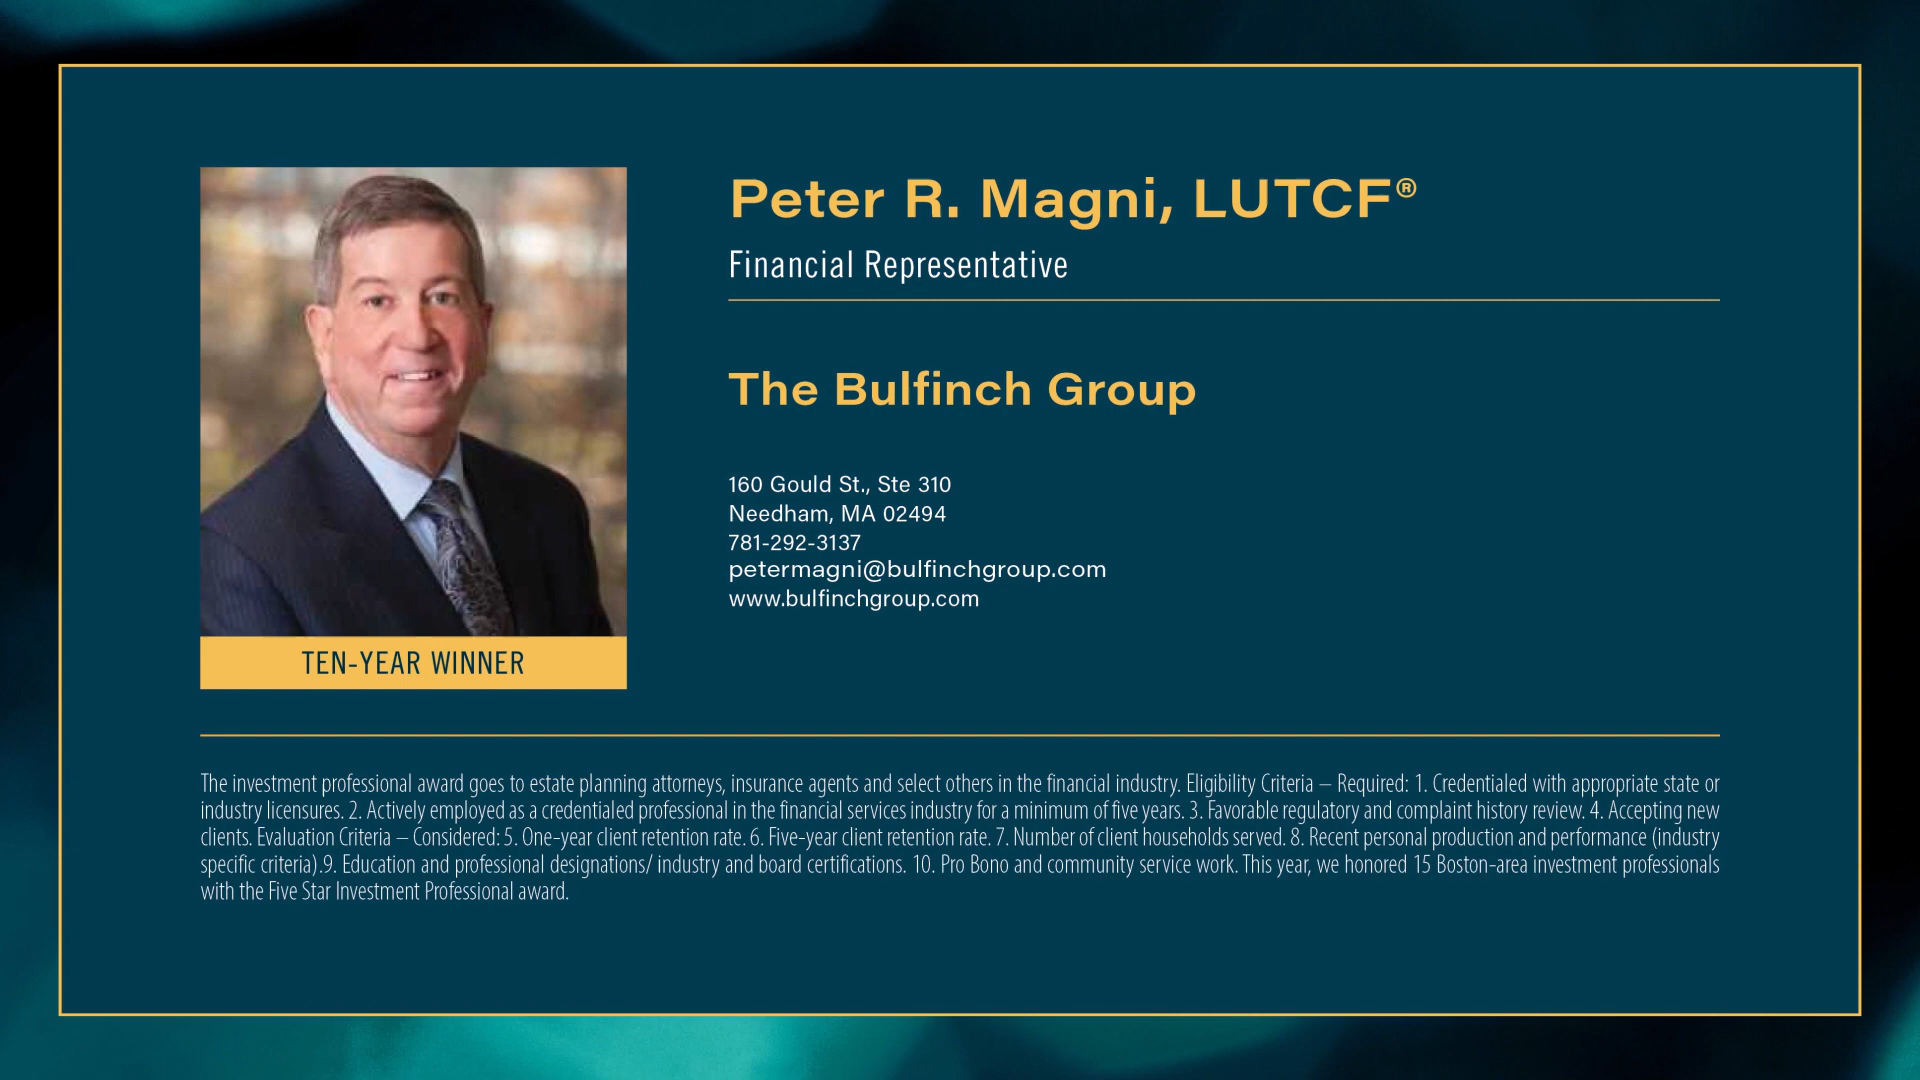 Peter R. Magni, LUTCF®
Financial Representative
The Bulfinch Group
160 Gould St., Ste 310
Needham, MA 02494
781-292-3137
petermagni@bulfinchgroup.com
www.bulfinchgroup.com
TEN-YEAR WINNER
The investment professional award goes to estate planning attorneys, insurance agents and select others in the financial industry. Eligibility Criteria – Required: 1. Credentialed with appropriate state or
industry licensures. 2. Actively employed as a credentialed professional in the financial services industry for a minimum of five years. 3. Favorable regulatory and complaint history review. 4. Accepting new
clients. Evaluation Criteria – Considered: 5. One-year client retention rate. 6. Five-year client retention rate. 7. Number of client households served. 8. Recent personal production and performance (industry
specific criteria).9. Education and professional designations/ industry and board certifications. 10. Pro Bono and community service work. This year, we honored 15 Boston-area investment professionals
with the Five Star Investment Professional award.